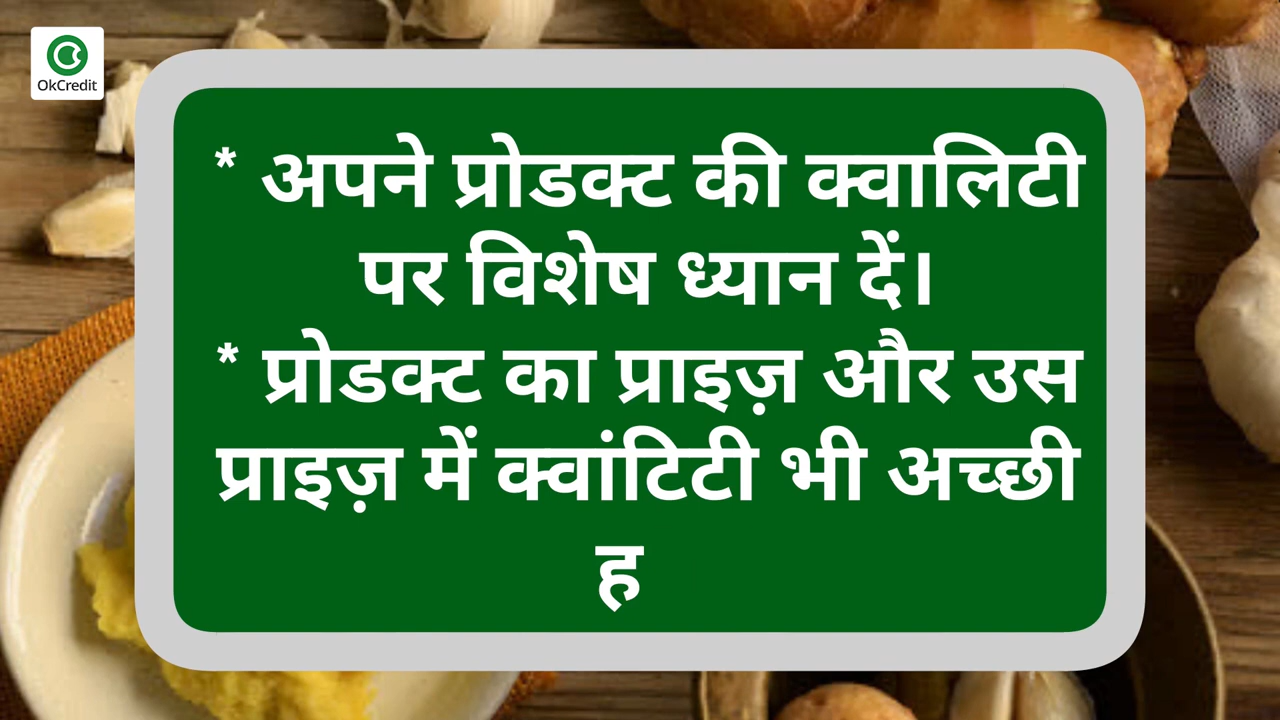 OkCredit
* अपने प्रोडक्ट की क्वालिटी
पर विशेष ध्यान दें।
* प्रोडक्ट का प्राइज़ और उस
प्राइज़ में क्वांटिटी भी अच्छी
ह